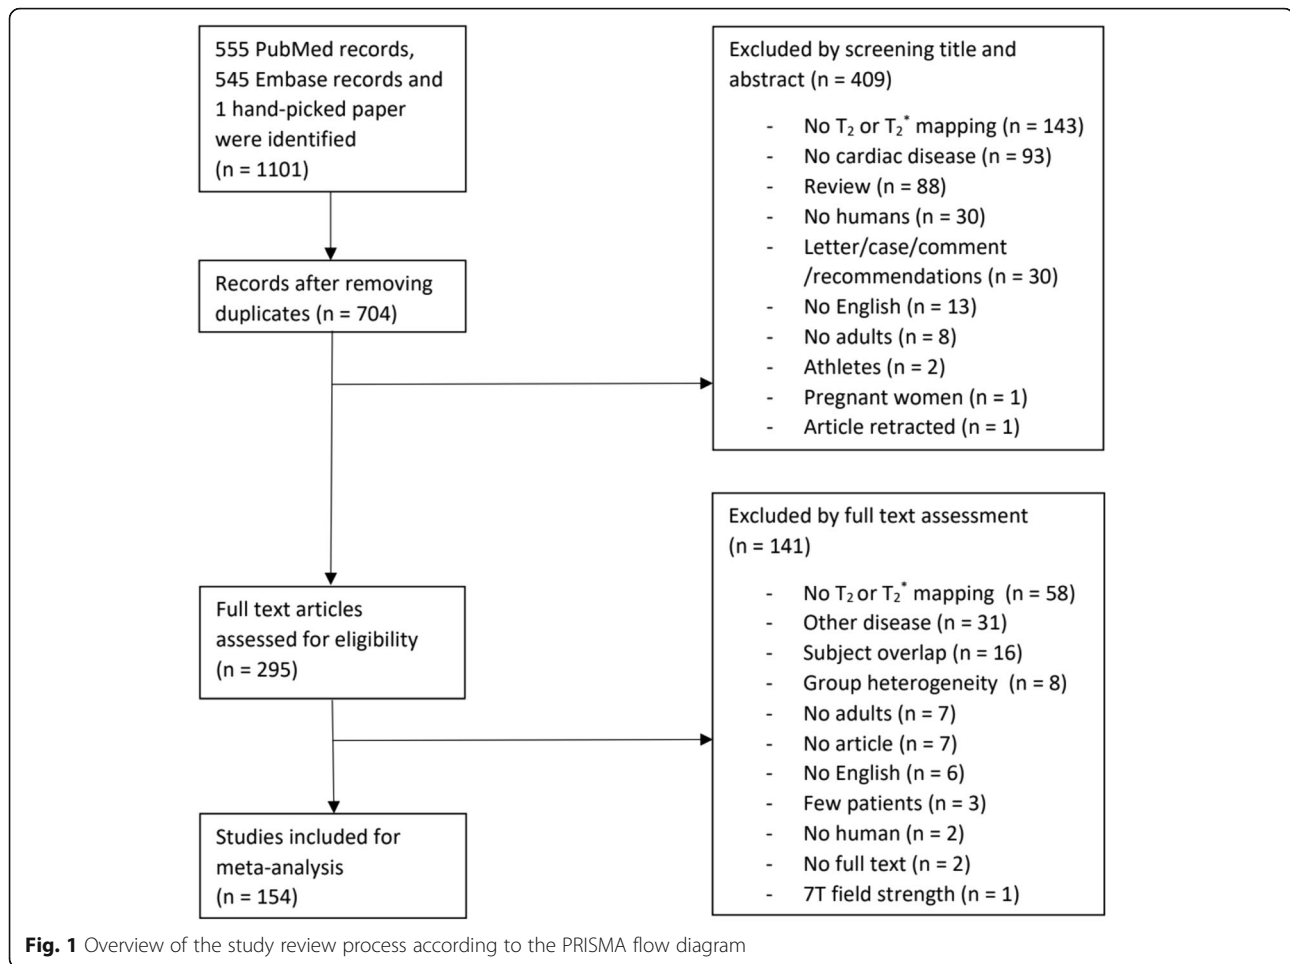 555 PubMed records,
545 Embase records and
1 hand-picked paper
were identified
(n = 1101)
Records after removing
duplicates (n = 704)
Full text articles
assessed for eligibility
(n = 295)
Studies included for
meta-analysis
(n = 154)
Excluded by screening title and
abstract (n = 409)
- No T₂ or T₂* mapping (n = 143)
- No cardiac disease (n = 93)
- Review (n = 88)
- No humans (n = 30)
- Letter/case/comment
/recommendations (n = 30)
- No English (n = 13)
- No adults (n = 8)
- Athletes (n = 2)
- Pregnant women (n = 1)
- Article retracted (n = 1)
Excluded by full text assessment
(n = 141)
- No T₂ or T₂* mapping (n = 58)
- Other disease (n = 31)
- Subject overlap (n = 16)
- Group heterogeneity (n = 8)
- No adults (n = 7)
- No article (n = 7)
- No English (n = 6)
- Few patients (n = 3)
- No human (n = 2)
- No full text (n = 2)
- 7T field strength (n = 1)
Fig. 1 Overview of the study review process according to the PRISMA flow diagram